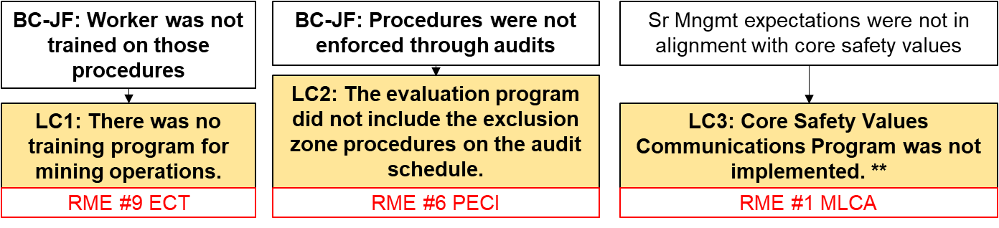 BC-JF: Worker was not
trained on those
procedures
LC1: There was no
training program for
mining operations.
RME #9 ECT
BC-JF: Procedures were not
enforced through audits
LC2: The evaluation program
did not include the exclusion
zone procedures on the audit
schedule.
RME #6 PECI
Sr Mngmt expectations were not in
alignment with core safety values
LC3: Core Safety Values
Communications Program was not
implemented. **
RME #1 MLCA